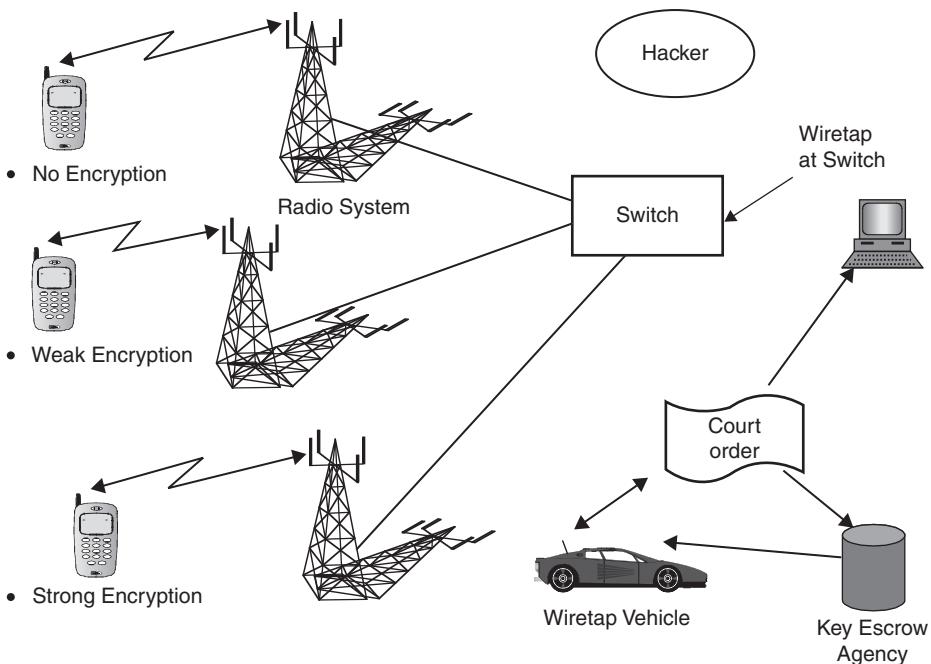 Hacker
Wiretap
at Switch
• No Encryption
Radio System
Switch
• Weak Encryption
Court
order
• Strong Encryption
Wiretap Vehicle
Key Escrow
Agency